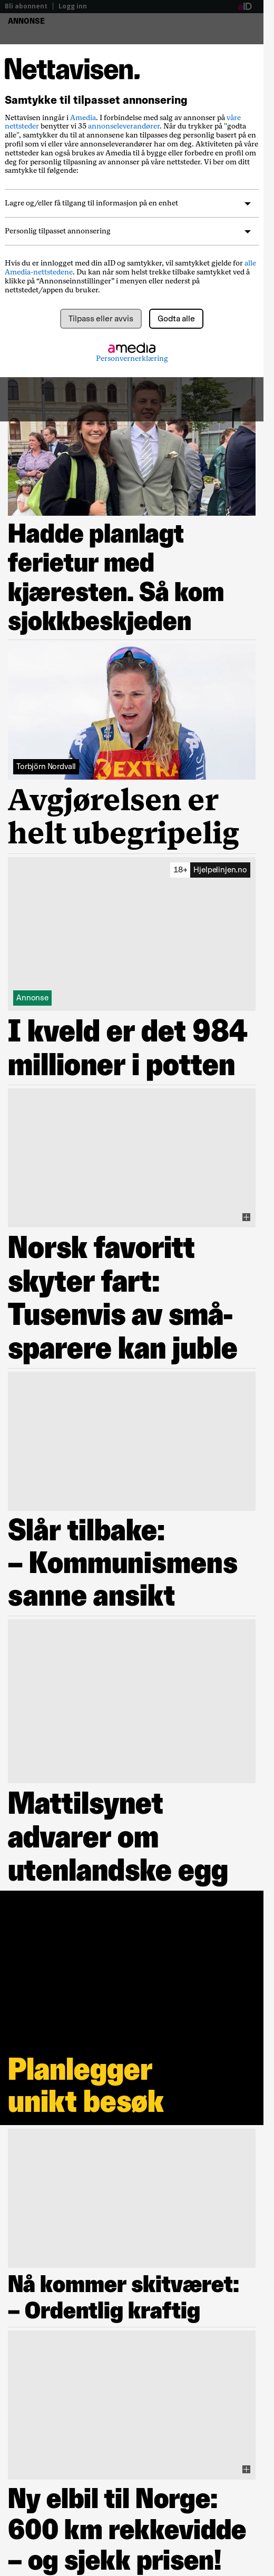 Bli abonnent | Logg inn
aID
ANNONSE
Nettavisen.
Samtykke til tilpasset annonsering
Nettavisen inngår i Amedia. I forbindelse med salg av annonser på våre
nettsteder benytter vi 35 annonseleverandører. Når du trykker på "godta
alle", samtykker du til at annonsene kan tilpasses deg personlig basert på en
profil som vi eller våre annonseleverandører har om deg. Aktiviteten på våre
nettsteder kan også brukes av Amedia til å bygge eller forbedre en profil om
deg for personlig tilpasning av annonser på våre nettsteder. Vi ber om ditt
samtykke til følgende:
Lagre og/eller få tilgang til informasjon på en enhet
Personlig tilpasset annonsering
Hvis du er innlogget med din aID og samtykker, vil samtykket gjelde for alle
Amedia-nettstedene. Du kan når som helst trekke tilbake samtykket ved å
klikke på “Annonseinnstillinger” i menyen eller nederst på
nettstedet/appen du bruker.
Tilpass eller avvis
Godta alle
amedia
Personvernerklæring
Hadde planlagt
ferietur med
kjæresten. Så kom
sjokkbeskjeden
EXTRA
Torbjörn Nordvall
Avgjørelsen er
helt ubegripelig
18+ Hjelpelinjen.no
Annonse
I kveld er det 984
millioner i potten
Norsk favoritt
skyter fart:
Tusenvis av små-
sparere kan juble
Slår tilbake:
– Kommunismens
sanne ansikt
Mattilsynet
advarer om
utenlandske egg
Planlegger
unikt besøk
Nå kommer skitværet:
– Ordentlig kraftig
Ny elbil til Norge:
600 km rekkevidde
– og sjekk prisen!